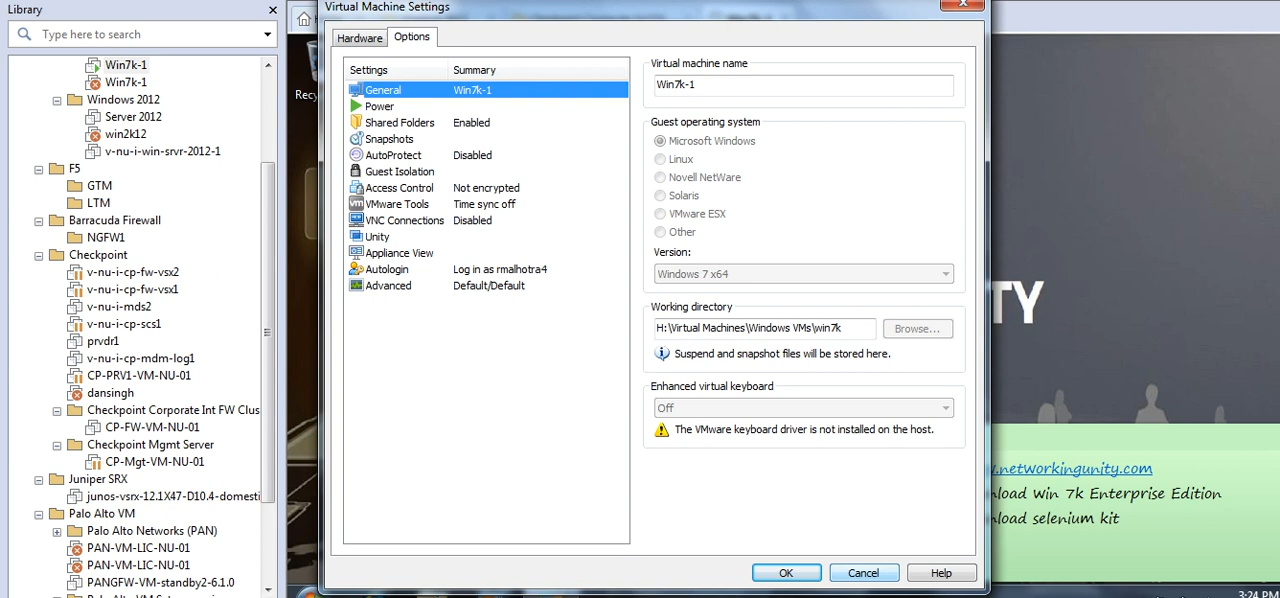 Library
Type here to search
Win7k-1
Win7k-1
Windows 2012
Server 2012
win2k12
v-nu-i-win-srvr-2012-1
F5
GTM
LTM
Barracuda Firewall
NGFW1
Checkpoint
v-nu-i-cp-fw-vsx2
v-nu-i-cp-fw-vsx1
v-nu-i-mds2
v-nu-i-cp-scs1
prvdr1
v-nu-i-cp-mdm-log1
CP-PRV1-VM-NU-01
dansingh
Checkpoint Corporate Int FW Clus
CP-FW-VM-NU-01
Checkpoint Mgmt Server
CP-Mgt-VM-NU-01
Juniper SRX
junos-vsrx-12.1X47-D10.4-domesti
Palo Alto VM
Palo Alto Networks (PAN)
PAN-VM-LIC-NU-01
PAN-VM-LIC-NU-01
PANGFW-VM-standby2-6.1.0
Recy
Virtual Machine Settings
Hardware
Options
Settings Summary
General Win7k-1
Power
Shared Folders Enabled
Snapshots
AutoProtect Disabled
Guest Isolation
Access Control Not encrypted
VMware Tools Time sync off
VNC Connections Disabled
Unity
Appliance View
Autologin Log in as rmalhotra4
Advanced Default/Default
Virtual machine name
Win7k-1
Guest operating system
Microsoft Windows
Linux
Novell NetWare
Solaris
VMware ESX
Other
Version:
Windows 7 x64
Working directory
H:\Virtual Machines\Windows VMs\win7k
Browse...
Suspend and snapshot files will be stored here.
Enhanced virtual keyboard
Off
The VMware keyboard driver is not installed on the host.
OK
Cancel
Help
TY
.networkingunity.com
nload Win 7k Enterprise Edition
nload selenium kit
3:24 PM